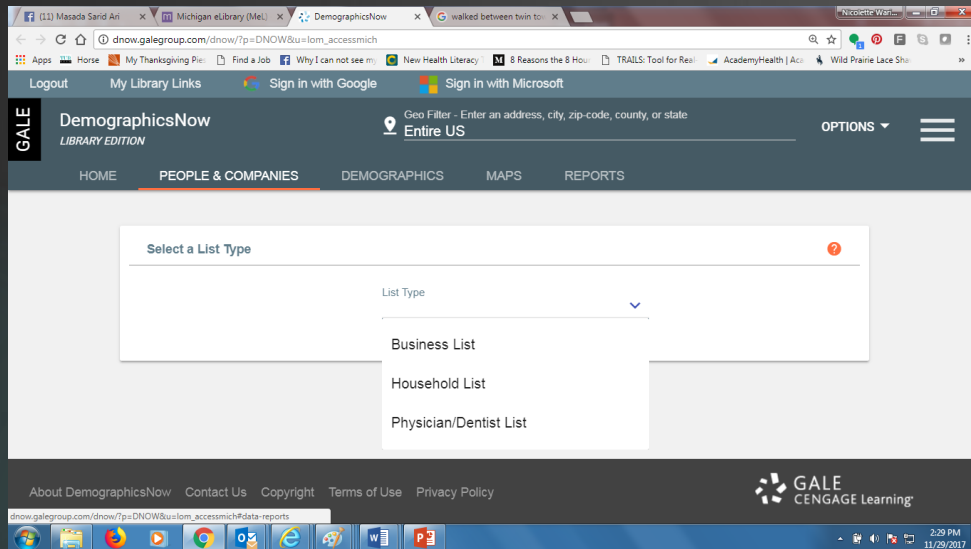 (11) Masada Sarid Ari
Michigan eLibrary (MeL)
DemographicsNow
walked between twin tow
Nicolette Warr...
dnow.galegroup.com/dnow/?p=DNOW&u=lom_accessmich
Apps Horse My Thanksgiving Pies Find a Job Why I can not see my New Health Literacy 8 Reasons the 8 Hour TRAILS: Tool for Real- AcademyHealth | Aca Wild Prairie Lace Sha
Logout My Library Links Sign in with Google Sign in with Microsoft
GALE
DemographicsNow
LIBRARY EDITION
Geo Filter - Enter an address, city, zip-code, county, or state
Entire US
OPTIONS
HOME PEOPLE & COMPANIES DEMOGRAPHICS MAPS REPORTS
Select a List Type
?
List Type
Business List
Household List
Physician/Dentist List
About DemographicsNow Contact Us Copyright Terms of Use Privacy Policy
GALE
CENGAGE Learning
dnow.galegroup.com/dnow/?p=DNOW&u=lom_accessmich#data-reports
2:29 PM
11/29/2017